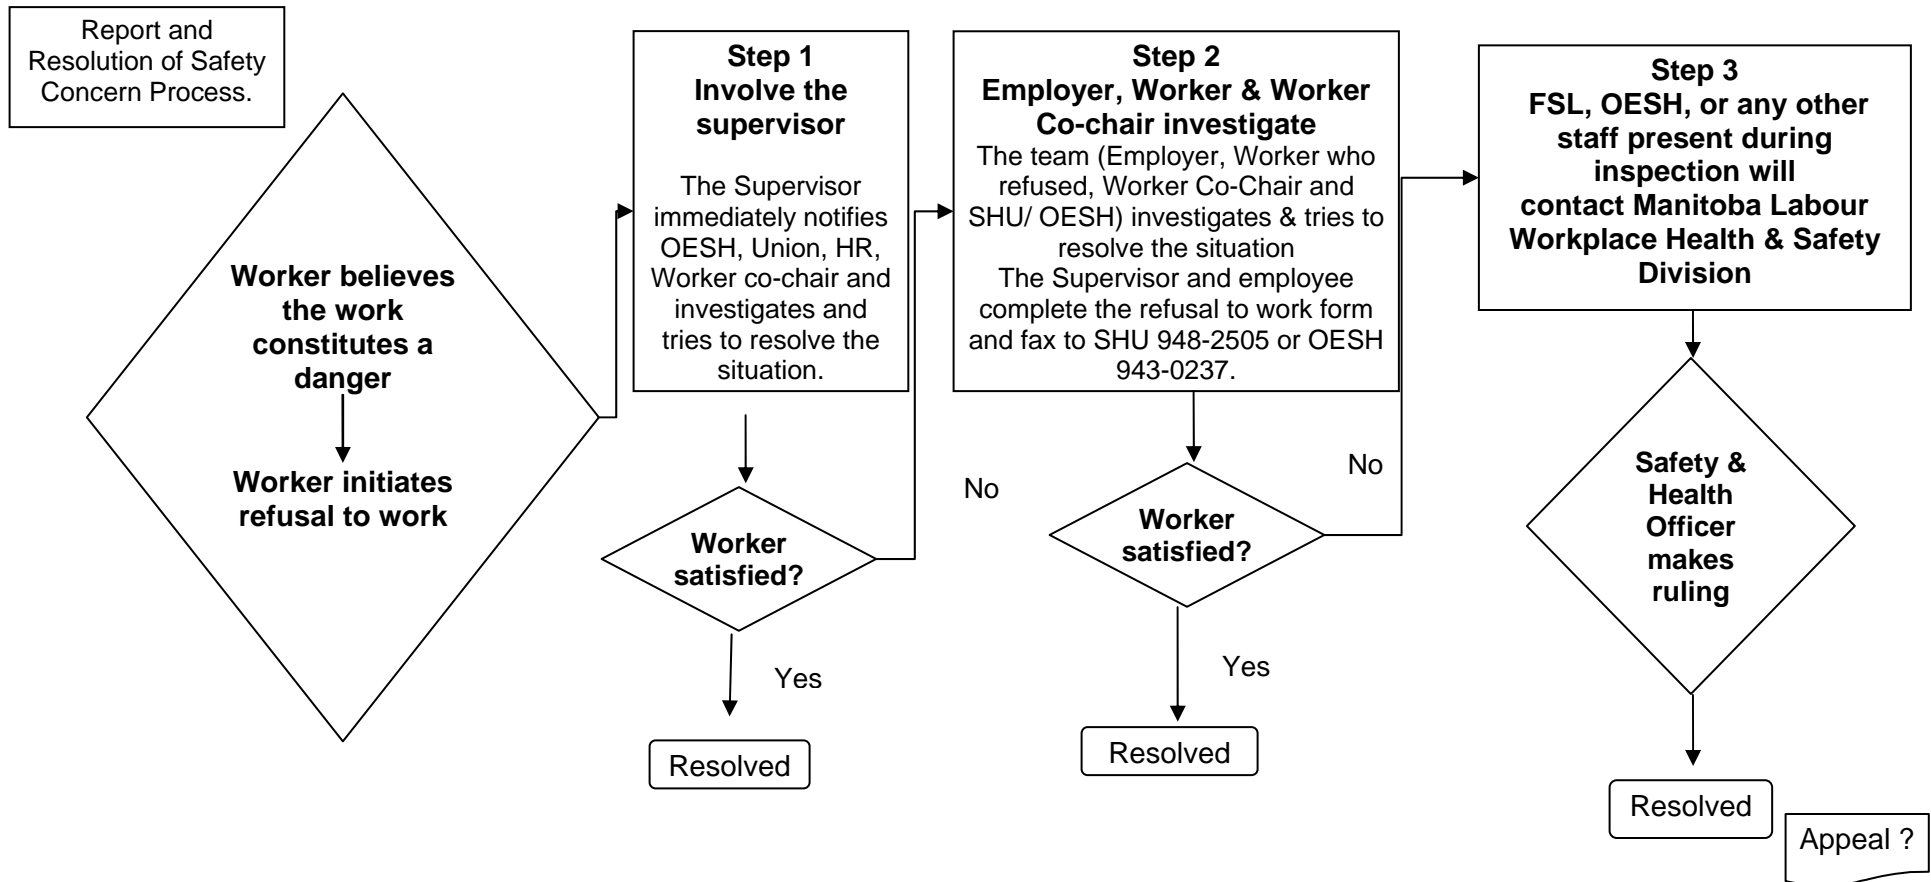 Report and
Resolution of Safety
Concern Process.
Worker believes
the work
constitutes a
danger
Worker initiates
refusal to work
Step 1
Involve the
supervisor
The Supervisor
immediately notifies
OESH, Union, HR,
Worker co-chair and
investigates and
tries to resolve the
situation.
Worker
satisfied?
No
Yes
Resolved
Step 2
Employer, Worker & Worker
Co-chair investigate
The team (Employer, Worker who
refused, Worker Co-Chair and
SHU/ OESH) investigates & tries to
resolve the situation
The Supervisor and employee
complete the refusal to work form
and fax to SHU 948-2505 or OESH
943-0237.
Worker
satisfied?
No
Yes
Resolved
Step 3
FSL, OESH, or any other
staff present during
inspection will
contact Manitoba Labour
Workplace Health & Safety
Division
Safety &
Health
Officer
makes
ruling
Resolved
Appeal ?